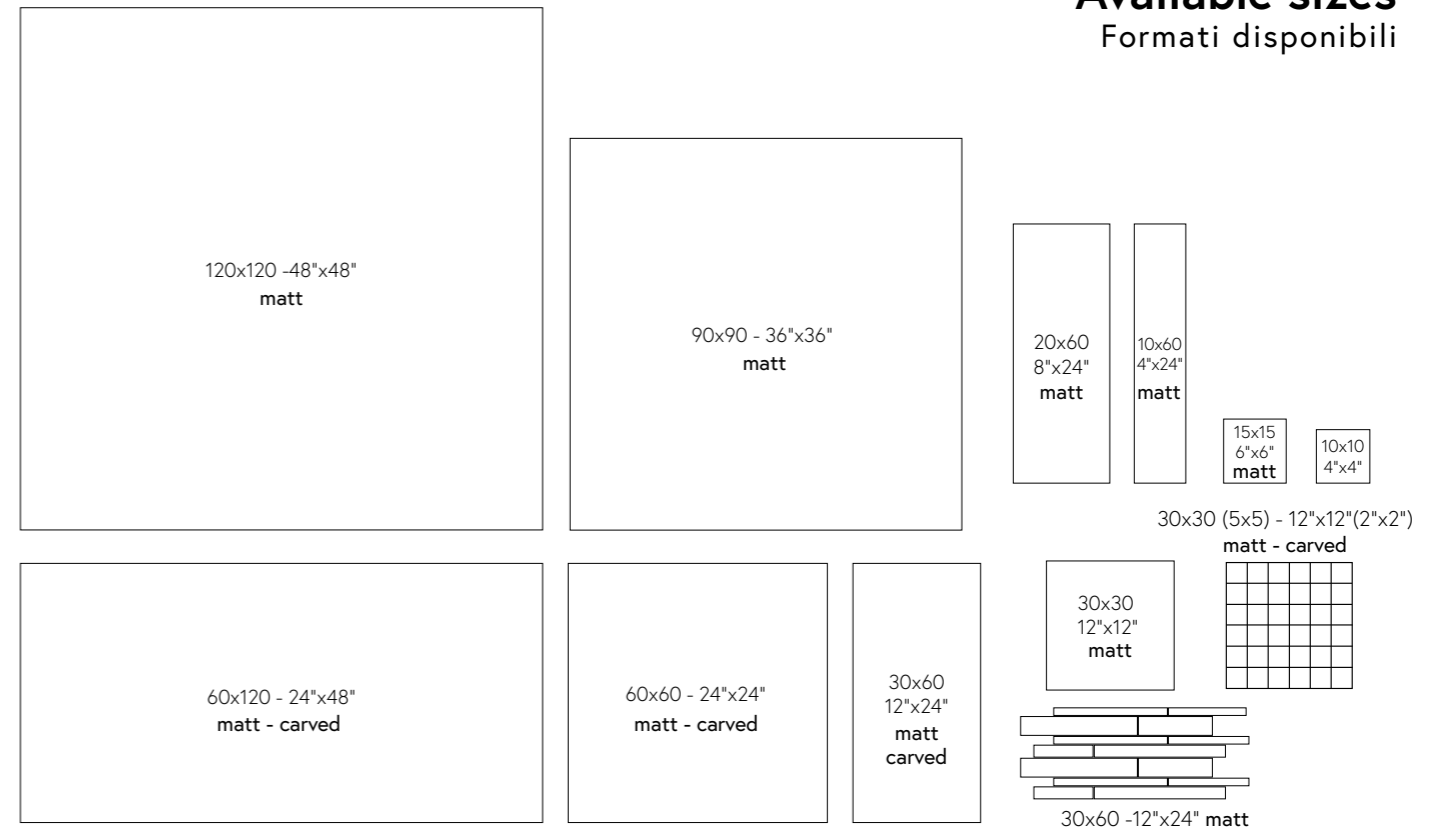 Available sizes
Formati disponibili
120x120 -48"x48"
matt
90x90 - 36"x36"
matt
20x60
8"x24"
matt
10x60
4"x24"
matt
15x15
6"x6"
matt
10x10
4"x4"
30x30 (5x5) - 12"x12"(2"x2")
matt - carved
60x120 - 24"x48"
matt - carved
60x60 - 24"x24"
matt - carved
30x60
12"x24"
matt
carved
30x30
12"x12"
matt
30x60 -12"x24" matt